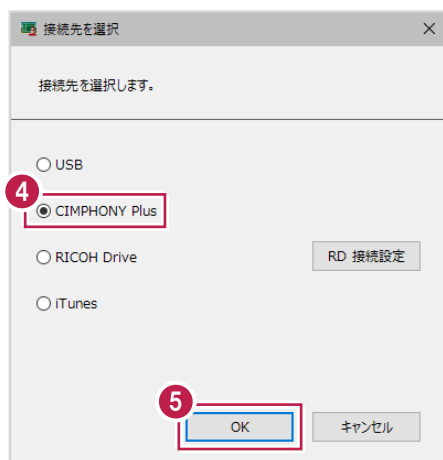 接続先を選択
接続先を選択します。
USB
4
CIMPHONY Plus
RICOH Drive
RD 接続設定
iTunes
5
OK
キャンセル